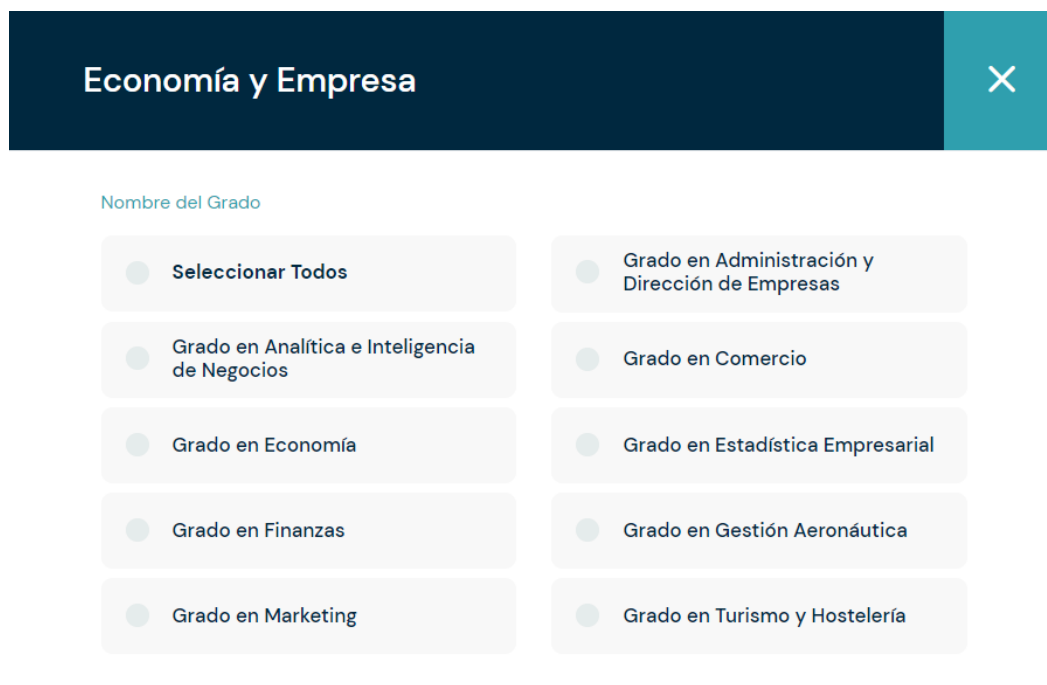 Economía y Empresa
Nombre del Grado
Seleccionar Todos
Grado en Administración y
Dirección de Empresas
Grado en Analítica e Inteligencia
de Negocios
Grado en Comercio
Grado en Economía
Grado en Estadística Empresarial
Grado en Finanzas
Grado en Gestión Aeronáutica
Grado en Marketing
Grado en Turismo y Hostelería